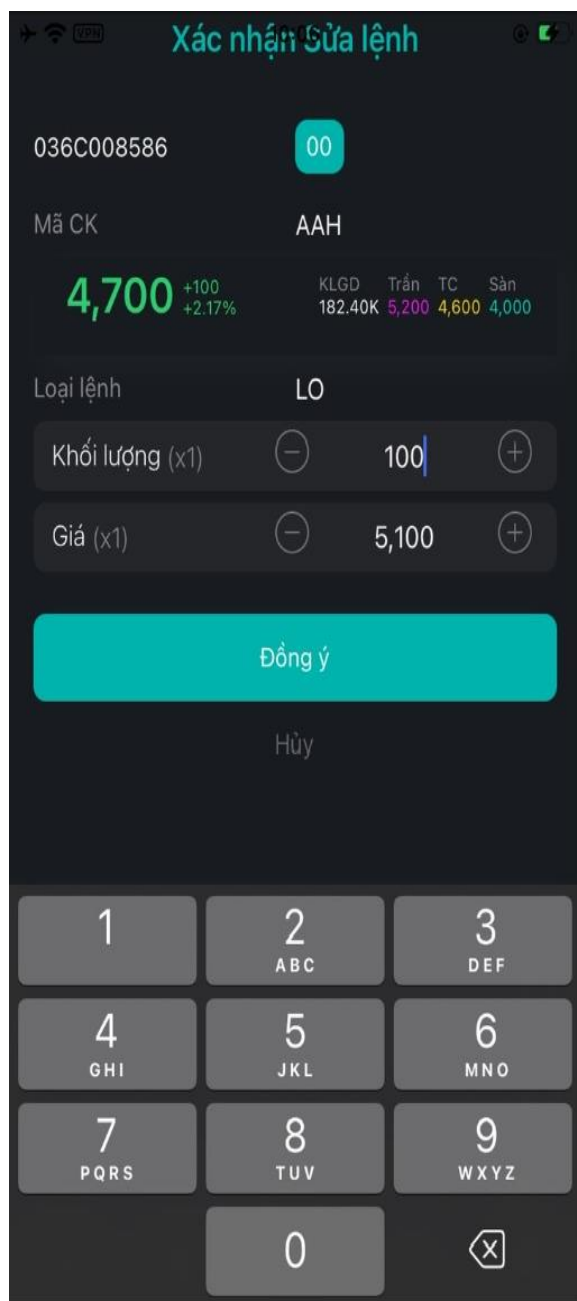 VPN
Xác nhận Sửa lệnh
036C008586 00
Mã CK AAH
4,700 +100 +2.17% KLGD Trần TC Sàn
182.40K 5,200 4,600 4,000
Loại lệnh LO
Khối lượng (x1) 100
Giá (x1) 5,100
Đồng ý
Hủy
1 2 3
ABC DEF
4 5 6
GHI JKL MNO
7 8 9
PQRS TUV WXYZ
0